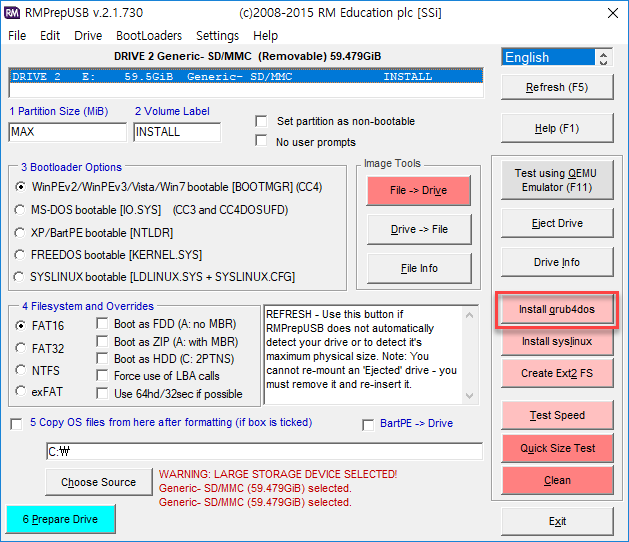 RMPrepUSB v.2.1.730 (c)2008-2015 RM Education plc [SSi]
File Edit Drive BootLoaders Settings Help
DRIVE 2 Generic- SD/MMC (Removable) 59.479GiB
English
DRIVE 2 E: 59.5GiB Generic- SD/MMC INSTALL
Refresh (F5)
1 Partition Size (MiB)
2 Volume Label
MAX
INSTALL
Set partition as non-bootable
No user prompts
Help (F1)
3 Bootloader Options
WinPEv2/WinPEv3/Vista/Win7 bootable [BOOTMGR] (CC4)
MS-DOS bootable [IO.SYS] (CC3 and CC4DOSUFD)
XP/BartPE bootable [NTLDR]
FREEDOS bootable [KERNEL.SYS]
SYSLINUX bootable [LDLINUX.SYS + SYSLINUX.CFG]
Image Tools
File -> Drive
Drive -> File
File Info
Test using QEMU
Emulator (F11)
Eject Drive
Drive Info
4 Filesystem and Overrides
FAT16
FAT32
NTFS
exFAT
Boot as FDD (A: no MBR)
Boot as ZIP (A: with MBR)
Boot as HDD (C: 2PTNS)
Force use of LBA calls
Use 64hd/32sec if possible
REFRESH - Use this button if
RMPrepUSB does not automatically
detect your drive or to detect it's
maximum physical size. Note: You
cannot re-mount an 'Ejected' drive - you
must remove it and re-insert it.
Install grub4dos
Install syslinux
Create Ext2 FS
5 Copy OS files from here after formatting (if box is ticked)
BartPE -> Drive
Test Speed
C:₩
Quick Size Test
Choose Source
WARNING: LARGE STORAGE DEVICE SELECTED!
Generic- SD/MMC (59.479GiB) selected.
Generic- SD/MMC (59.479GiB) selected.
Clean
6 Prepare Drive
Exit